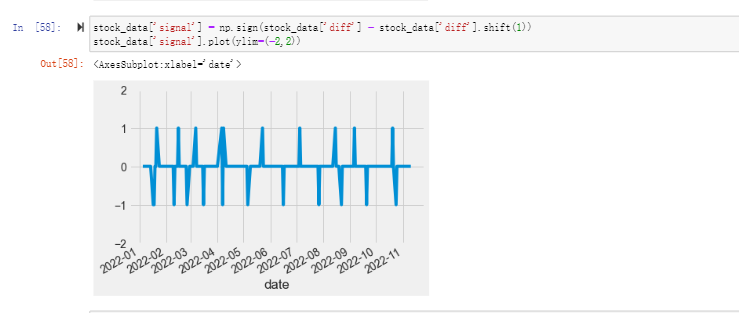 In [58]: stock_data['signal'] = np.sign(stock_data['diff'] - stock_data['diff'].shift(1))
stock_data['signal'].plot(ylim=(-2,2))
Out[58]: <AxesSubplot:xlabel='date'>
2
1
0
-1
-2
2022-01 2022-02 2022-03 2022-04 2022-05 2022-06 2022-07 2022-08 2022-09 2022-10 2022-11
date